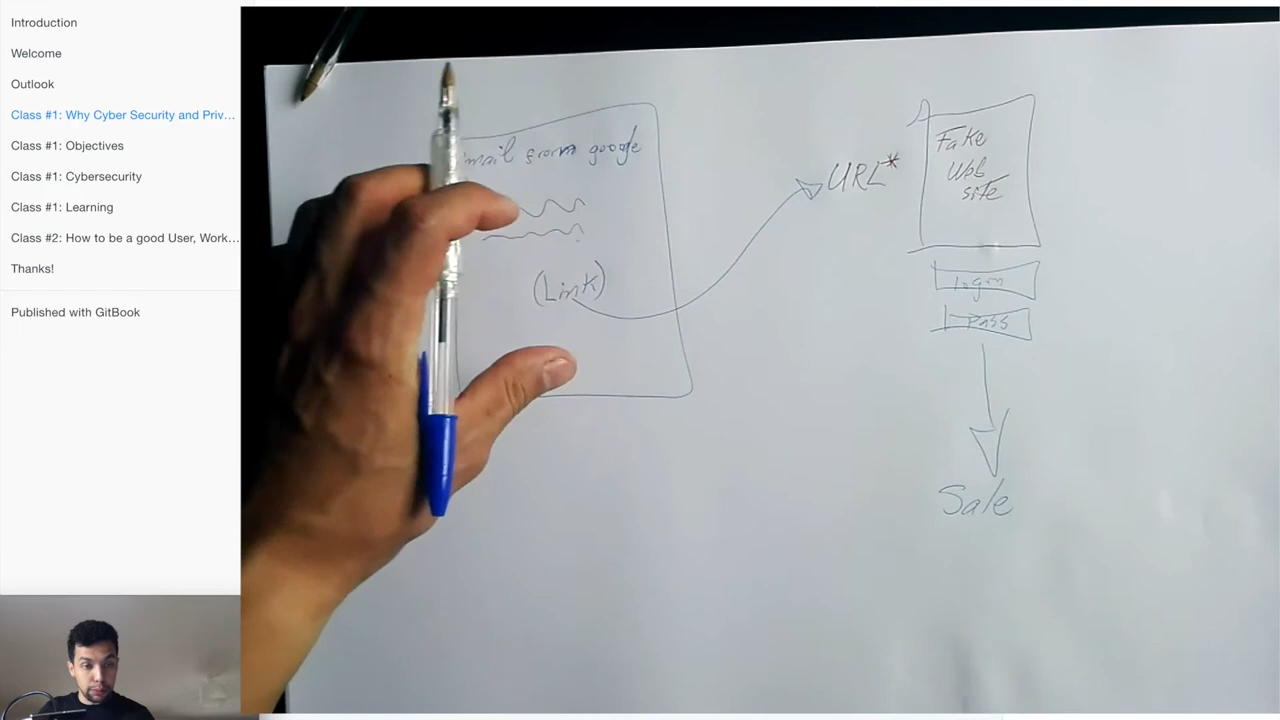 Introduction
Welcome
Outlook
Class #1: Why Cyber Security and Priv...
Class #1: Objectives
Class #1: Cybersecurity
Class #1: Learning
Class #2: How to be a good User, Work...
Thanks!
Published with GitBook
mail from google
(Link)
URL*
Fake
Web
site
login
Pass
Sale